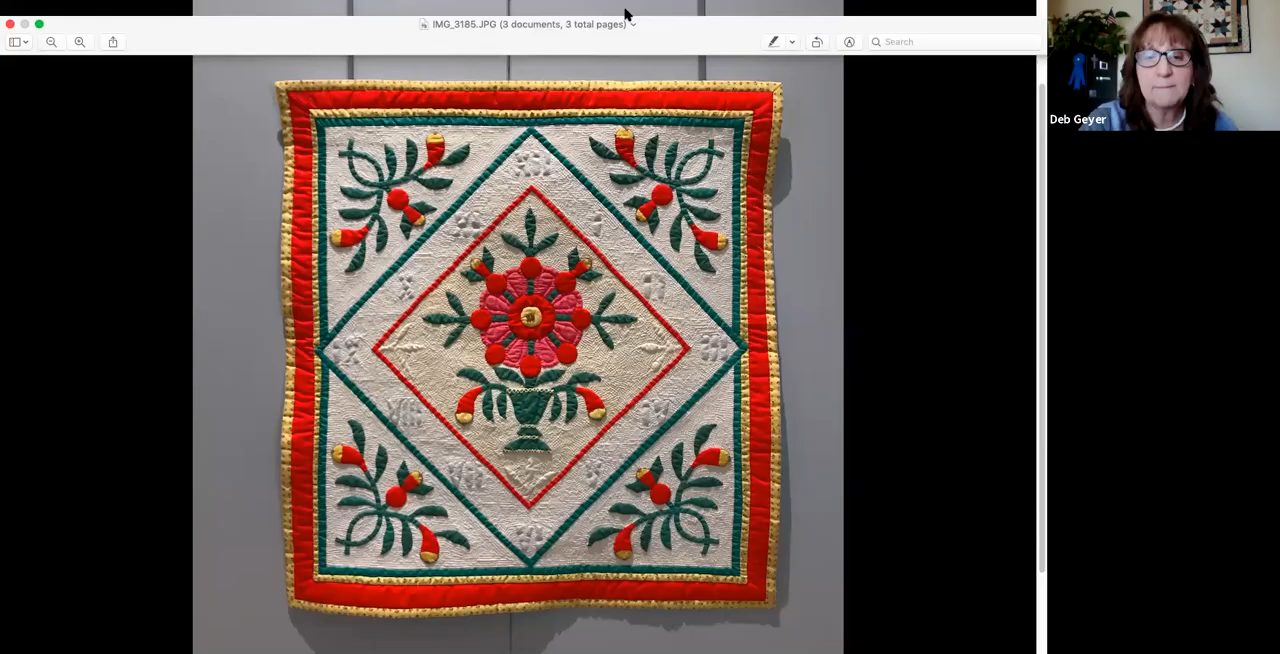 IMG_3185.JPG (3 documents, 3 total pages)
Search
Deb Geyer